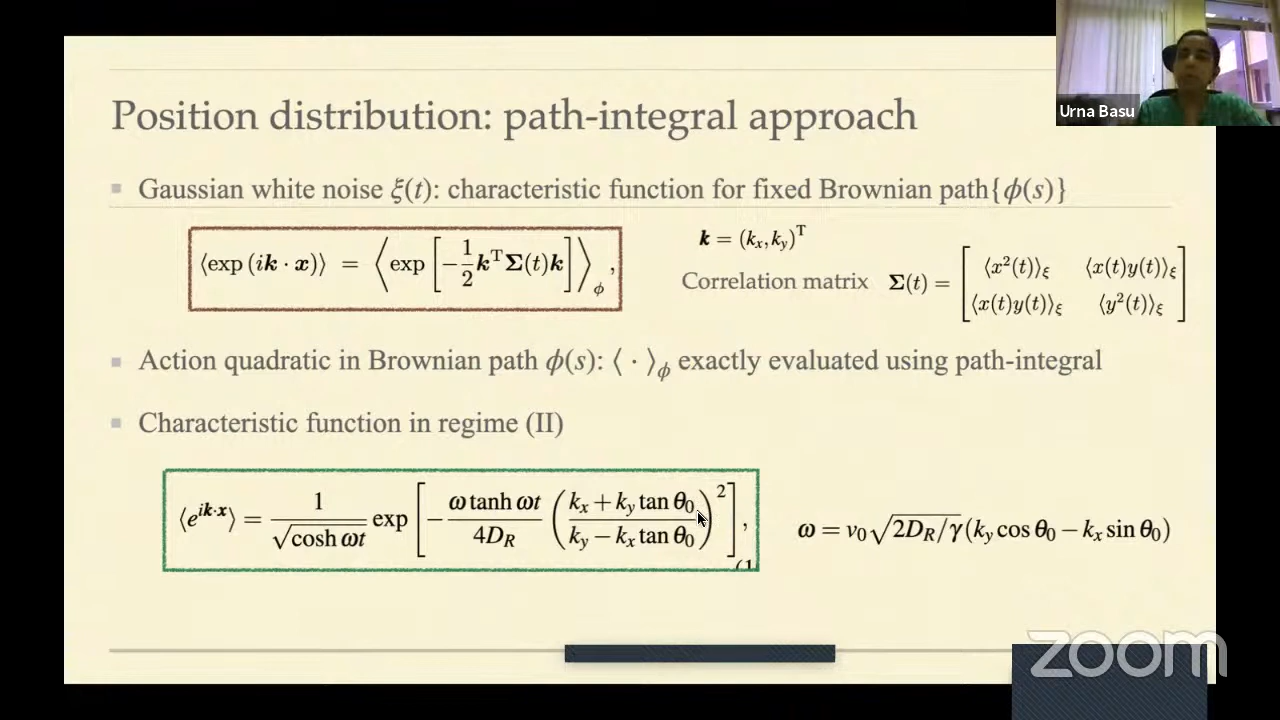 Urna Basu
Position distribution: path-integral approach
Gaussian white noise ξ(t): characteristic function for fixed Brownian path{ϕ(s)}
⟨exp (i𝒌 · 𝒙)⟩ = ⟨exp [−1/2 𝒌ᵀ𝚺(t)𝒌]⟩_ϕ ,
𝒌 = (kₓ, k_y)ᵀ
Correlation matrix 𝚺(t) = [⟨x²(t)⟩_ξ ⟨x(t)y(t)⟩_ξ
⟨x(t)y(t)⟩_ξ ⟨y²(t)⟩_ξ]
Action quadratic in Brownian path ϕ(s): ⟨ · ⟩_ϕ exactly evaluated using path-integral
Characteristic function in regime (II)
⟨e^{i𝒌·𝒙}⟩ = 1/√(cosh ωt) exp [−(ω tanh ωt)/(4D_R) ((kₓ + k_y tan θ₀)/(k_y − kₓ tan θ₀))²] ,
ω = v₀√(2D_R/γ)(k_y cos θ₀ − kₓ sin θ₀)
zoom